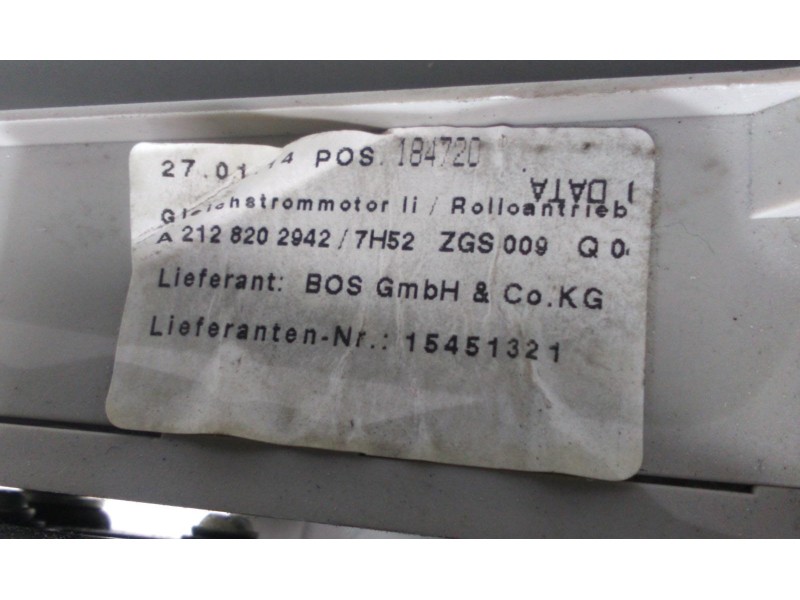 27.01.14 POS. 184720
I DATA
Gleichstrommotor li / Rolloantrieb
A 212 820 2942 / 7H52 ZGS 009 Q 0
Lieferant: BOS GmbH & Co.KG
Lieferanten-Nr.: 15451321